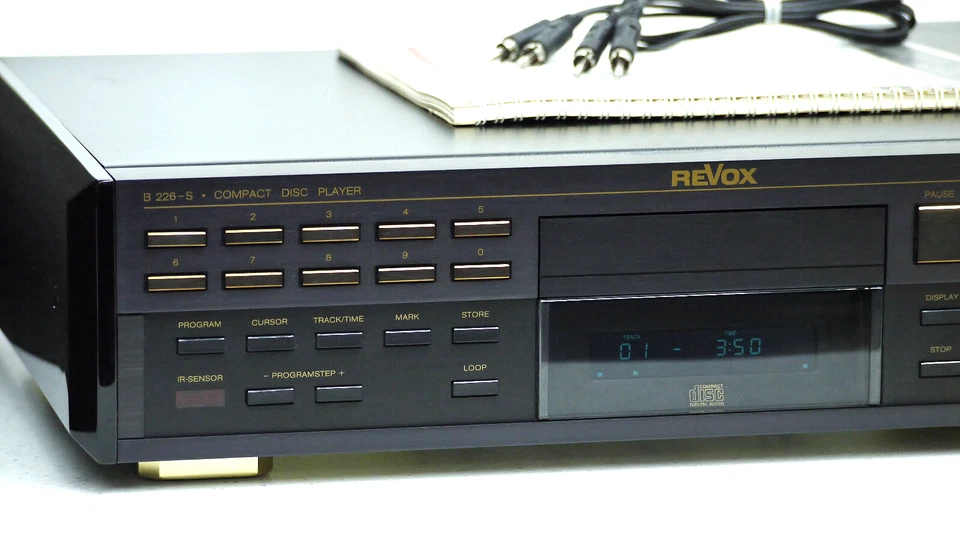 REVOX
B 226-S • COMPACT DISC PLAYER
PAUSE
1 2 3 4 5
6 7 8 9 0
PROGRAM CURSOR TRACK/TIME MARK STORE
DISPLAY
IR-SENSOR - PROGRAMSTEP + LOOP
STOP
TRACK TIME
01 - 3:50
COMPACT
disc
DIGITAL AUDIO